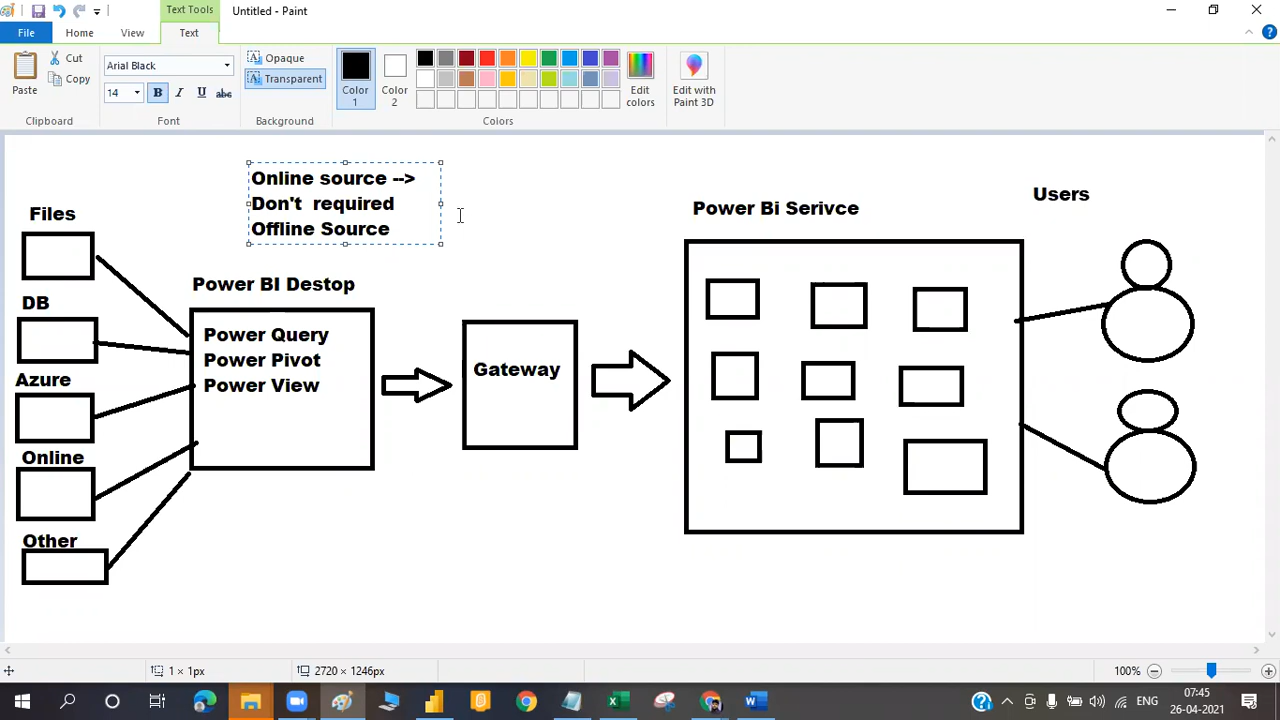 Text Tools
Untitled - Paint
File
Home
View
Text
Paste
Cut
Copy
Clipboard
Arial Black
14
B
I
U
abc
Font
Opaque
Transparent
Background
Color 1
Color 2
Edit colors
Colors
Edit with Paint 3D
Online source -->
Don't  required
Offline Source
Files
DB
Azure
Online
Other
Power BI Destop
Power Query
Power Pivot
Power View
Gateway
Power Bi Serivce
Users
1 × 1px
2720 × 1246px
100%
ENG
07:45
26-04-2021